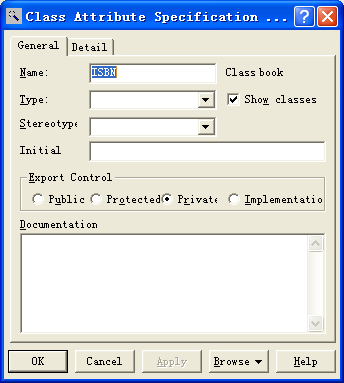 Class Attribute Specification ...
General Detail
Name: ISBN Class book
Type: Show classes
Stereotype
Initial
Export Control
Public Protected Private Implementatio
Documentation
OK Cancel Apply Browse Help